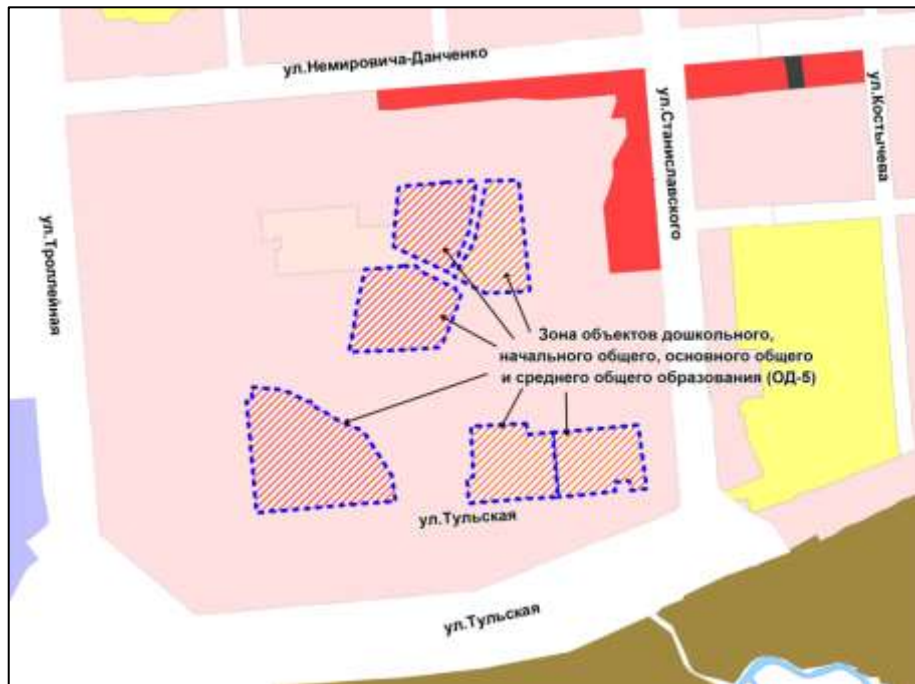 ул.Немировича-Данченко
ул.Станиславского
ул.Костычева
ул.Троллейная
Зона объектов дошкольного,
начального общего, основного общего
и среднего общего образования (ОД-5)
ул.Тульская
ул.Тульская